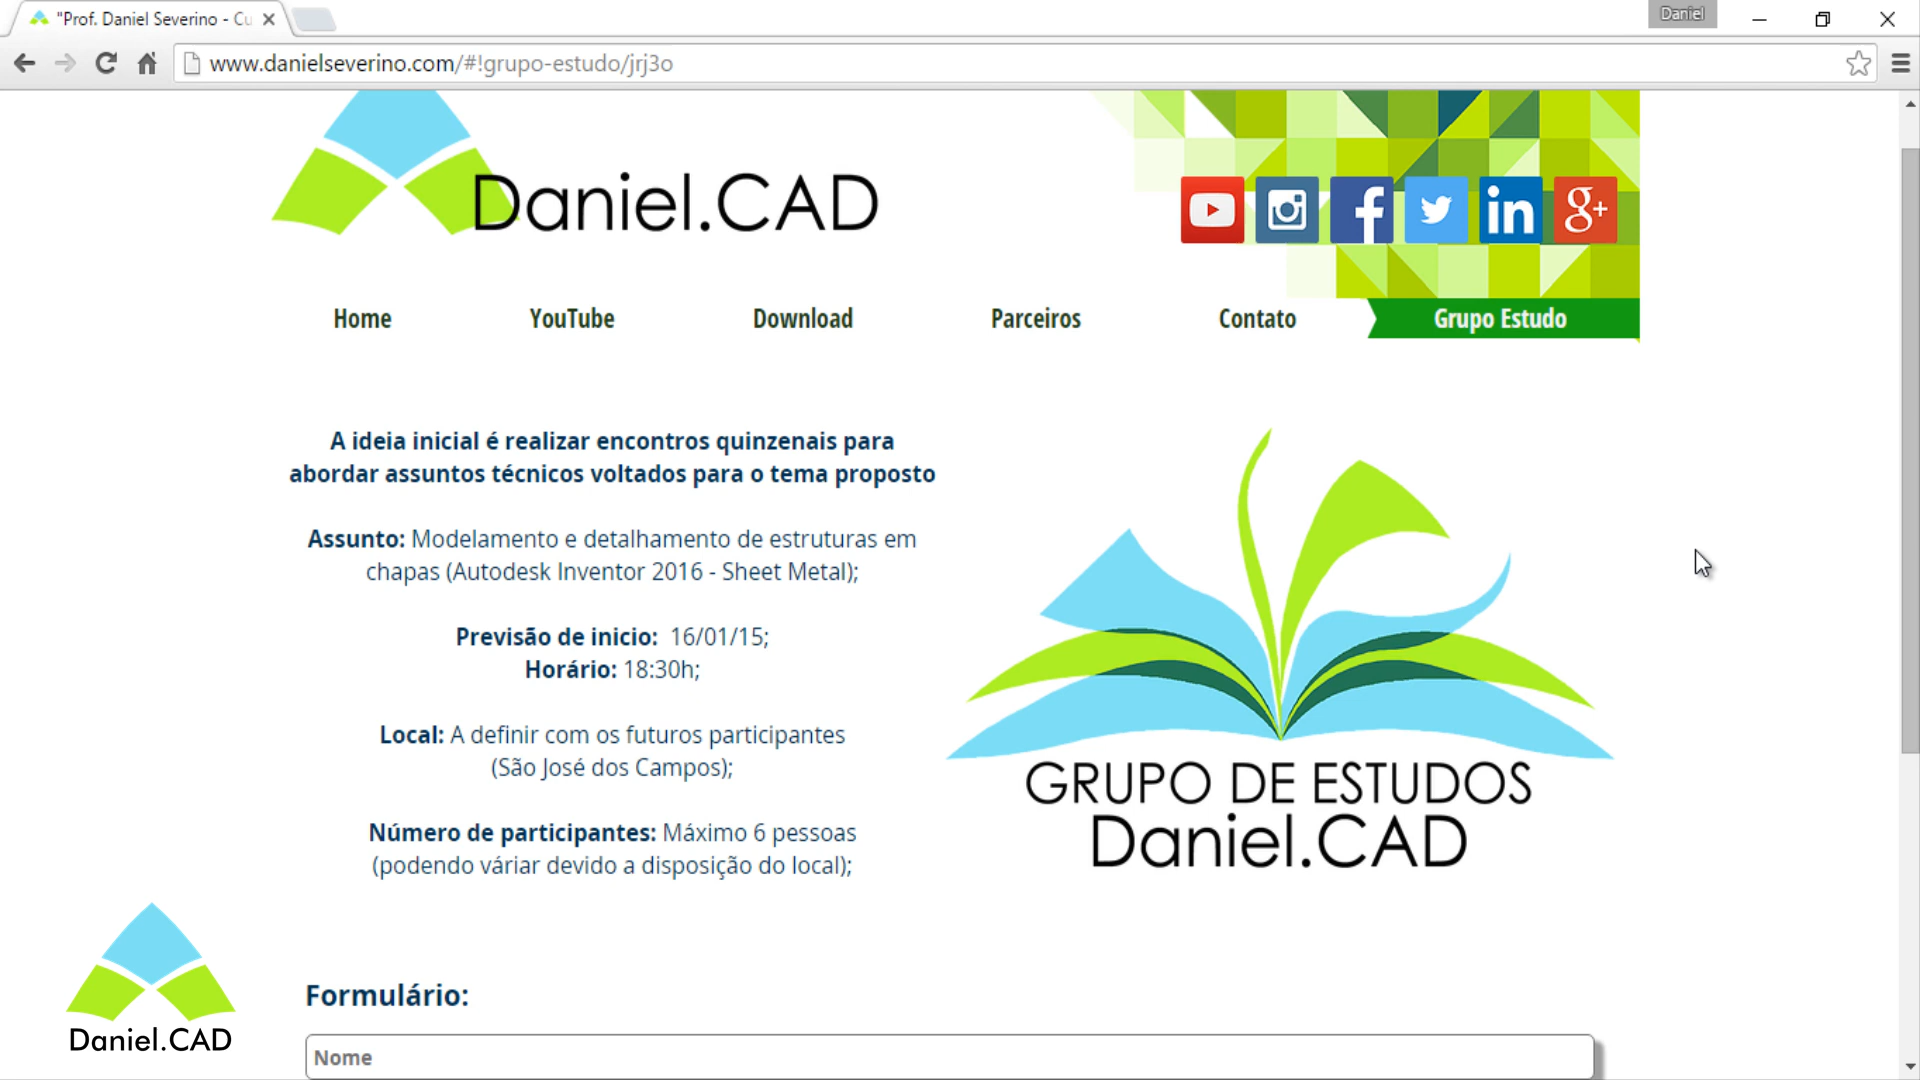 "Prof. Daniel Severino - Cu
Daniel
www.danielseverino.com/#!grupo-estudo/jrj3o
Daniel.CAD
in
g+
Home
YouTube
Download
Parceiros
Contato
Grupo Estudo
A ideia inicial é realizar encontros quinzenais para
abordar assuntos técnicos voltados para o tema proposto
Assunto: Modelamento e detalhamento de estruturas em
chapas (Autodesk Inventor 2016 - Sheet Metal);
Previsão de inicio: 16/01/15;
Horário: 18:30h;
Local: A definir com os futuros participantes
(São José dos Campos);
Número de participantes: Máximo 6 pessoas
(podendo váriar devido a disposição do local);
GRUPO DE ESTUDOS
Daniel.CAD
Daniel.CAD
Formulário:
Nome